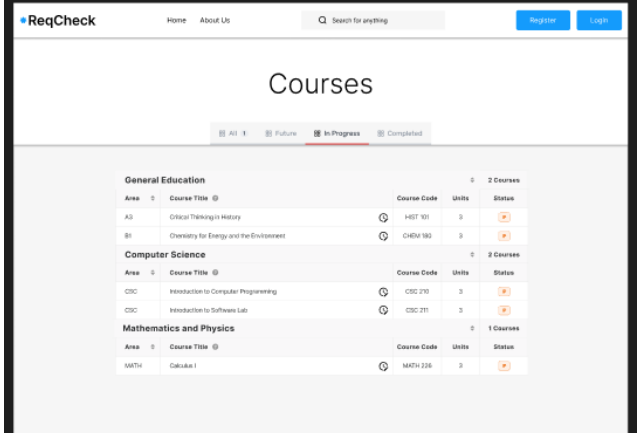 ReqCheck Home About Us Search for anything Register Login
Courses
All 1 Future In Progress Completed
General Education 2 Courses
Area Course Title Course Code Units Status
A3 Critical Thinking in History HIST 101 3 P
B1 Chemistry for Energy and the Environment CHEM 180 3 P
Computer Science 2 Courses
Area Course Title Course Code Units Status
CSC Introduction to Computer Programming CSC 210 3 P
CSC Introduction to Software Lab CSC 211 3 P
Mathematics and Physics 1 Courses
Area Course Title Course Code Units Status
MATH Calculus I MATH 226 3 P